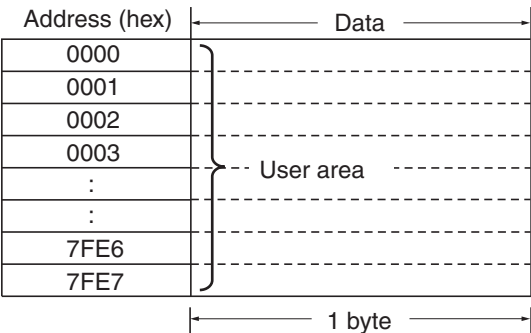 Address (hex) Data
0000
0001
0002
0003
User area
:
:
7FE6
7FE7
1 byte